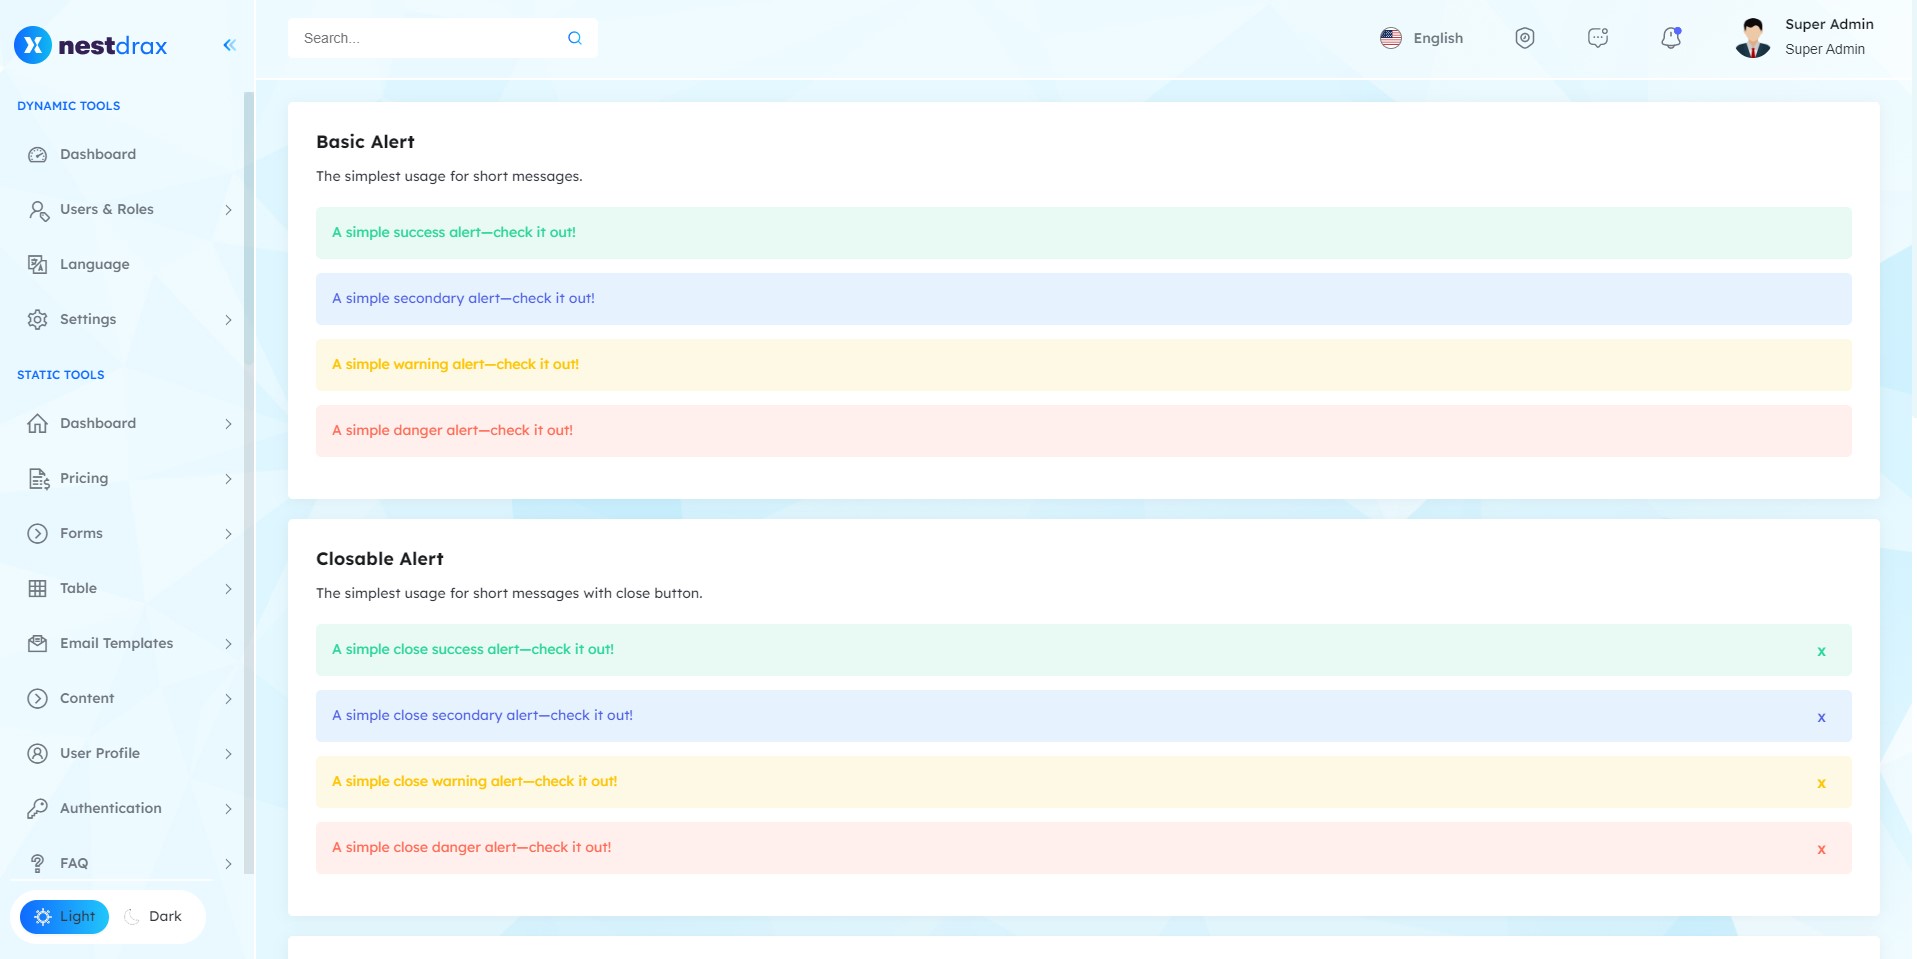 nestdrax
Search...
English
Super Admin
Super Admin
DYNAMIC TOOLS
Dashboard
Users & Roles
Language
Settings
STATIC TOOLS
Dashboard
Pricing
Forms
Table
Email Templates
Content
User Profile
Authentication
FAQ
Light
Dark
Basic Alert
The simplest usage for short messages.
A simple success alert—check it out!
A simple secondary alert—check it out!
A simple warning alert—check it out!
A simple danger alert—check it out!
Closable Alert
The simplest usage for short messages with close button.
A simple close success alert—check it out! x
A simple close secondary alert—check it out! x
A simple close warning alert—check it out! x
A simple close danger alert—check it out! x